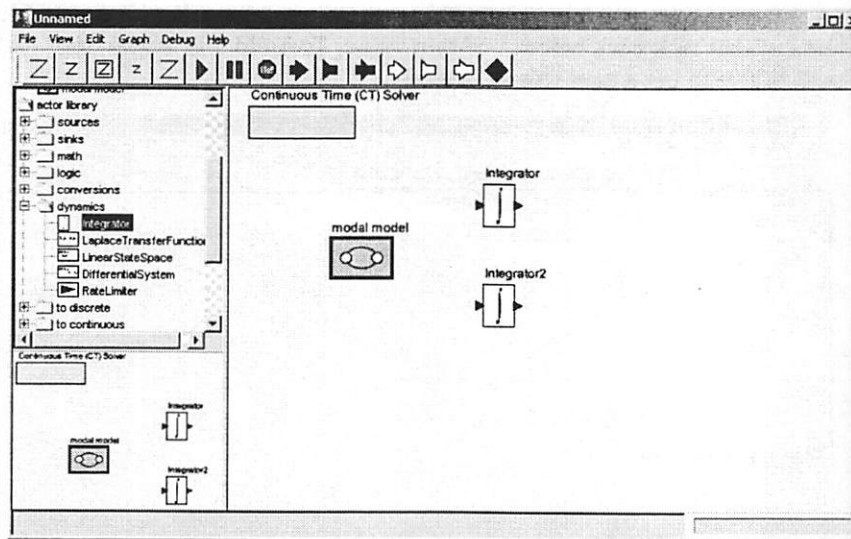 Unnamed
File View Edit Graph Debug Help
modal model
actor library
sources
sinks
math
logic
conversions
dynamics
Integrator
LaplaceTransferFunctio
LinearStateSpace
DifferentialSystem
RateLimiter
to discrete
to continuous
Continuous Time (CT) Solver
Integrator
modal model
Integrator2
Continuous Time (CT) Solver
Integrator
modal model
Integrator2